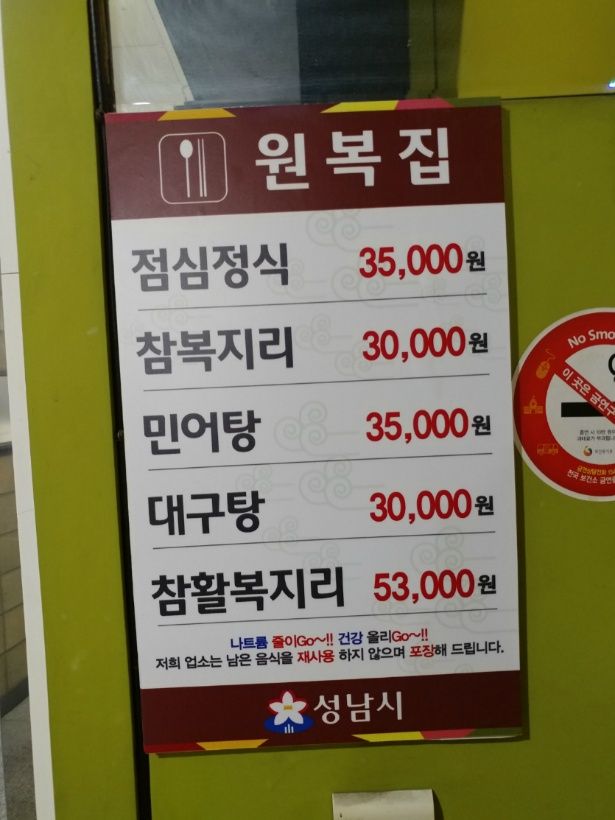 원복집
점심정식 35,000원
참복지리 30,000원
민어탕 35,000원
대구탕 30,000원
참활복지리 53,000원
나트륨 줄이Go~!! 건강 올리Go~!!
저희 업소는 남은 음식을 재사용 하지 않으며 포장해 드립니다.
성남시
No Smo
이 곳은 금연구